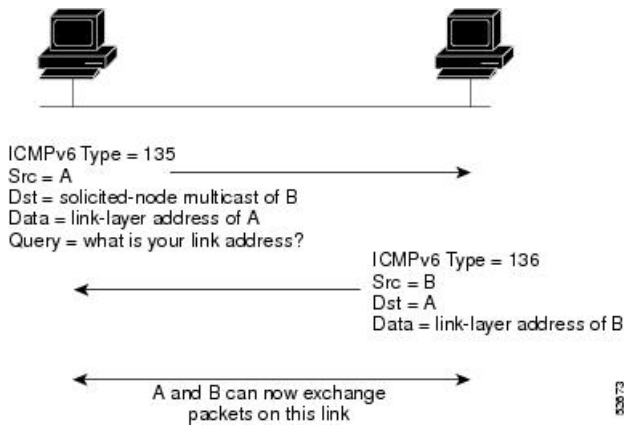 ICMPv6 Type = 135
Src = A
Dst = solicited-node multicast of B
Data = link-layer address of A
Query = what is your link address?
ICMPv6 Type = 136
Src = B
Dst = A
Data = link-layer address of B
A and B can now exchange
packets on this link
52673